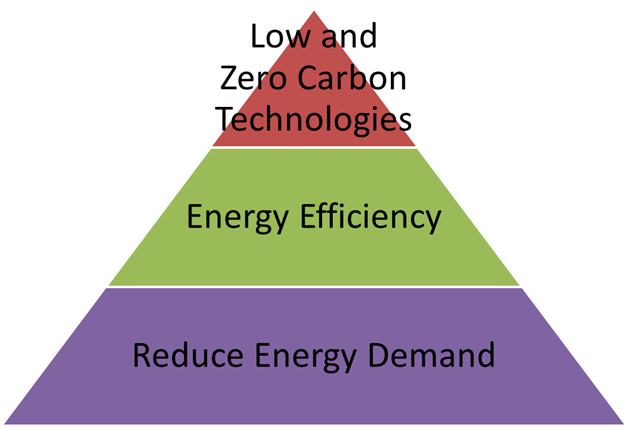 Low and
Zero Carbon
Technologies
Energy Efficiency
Reduce Energy Demand